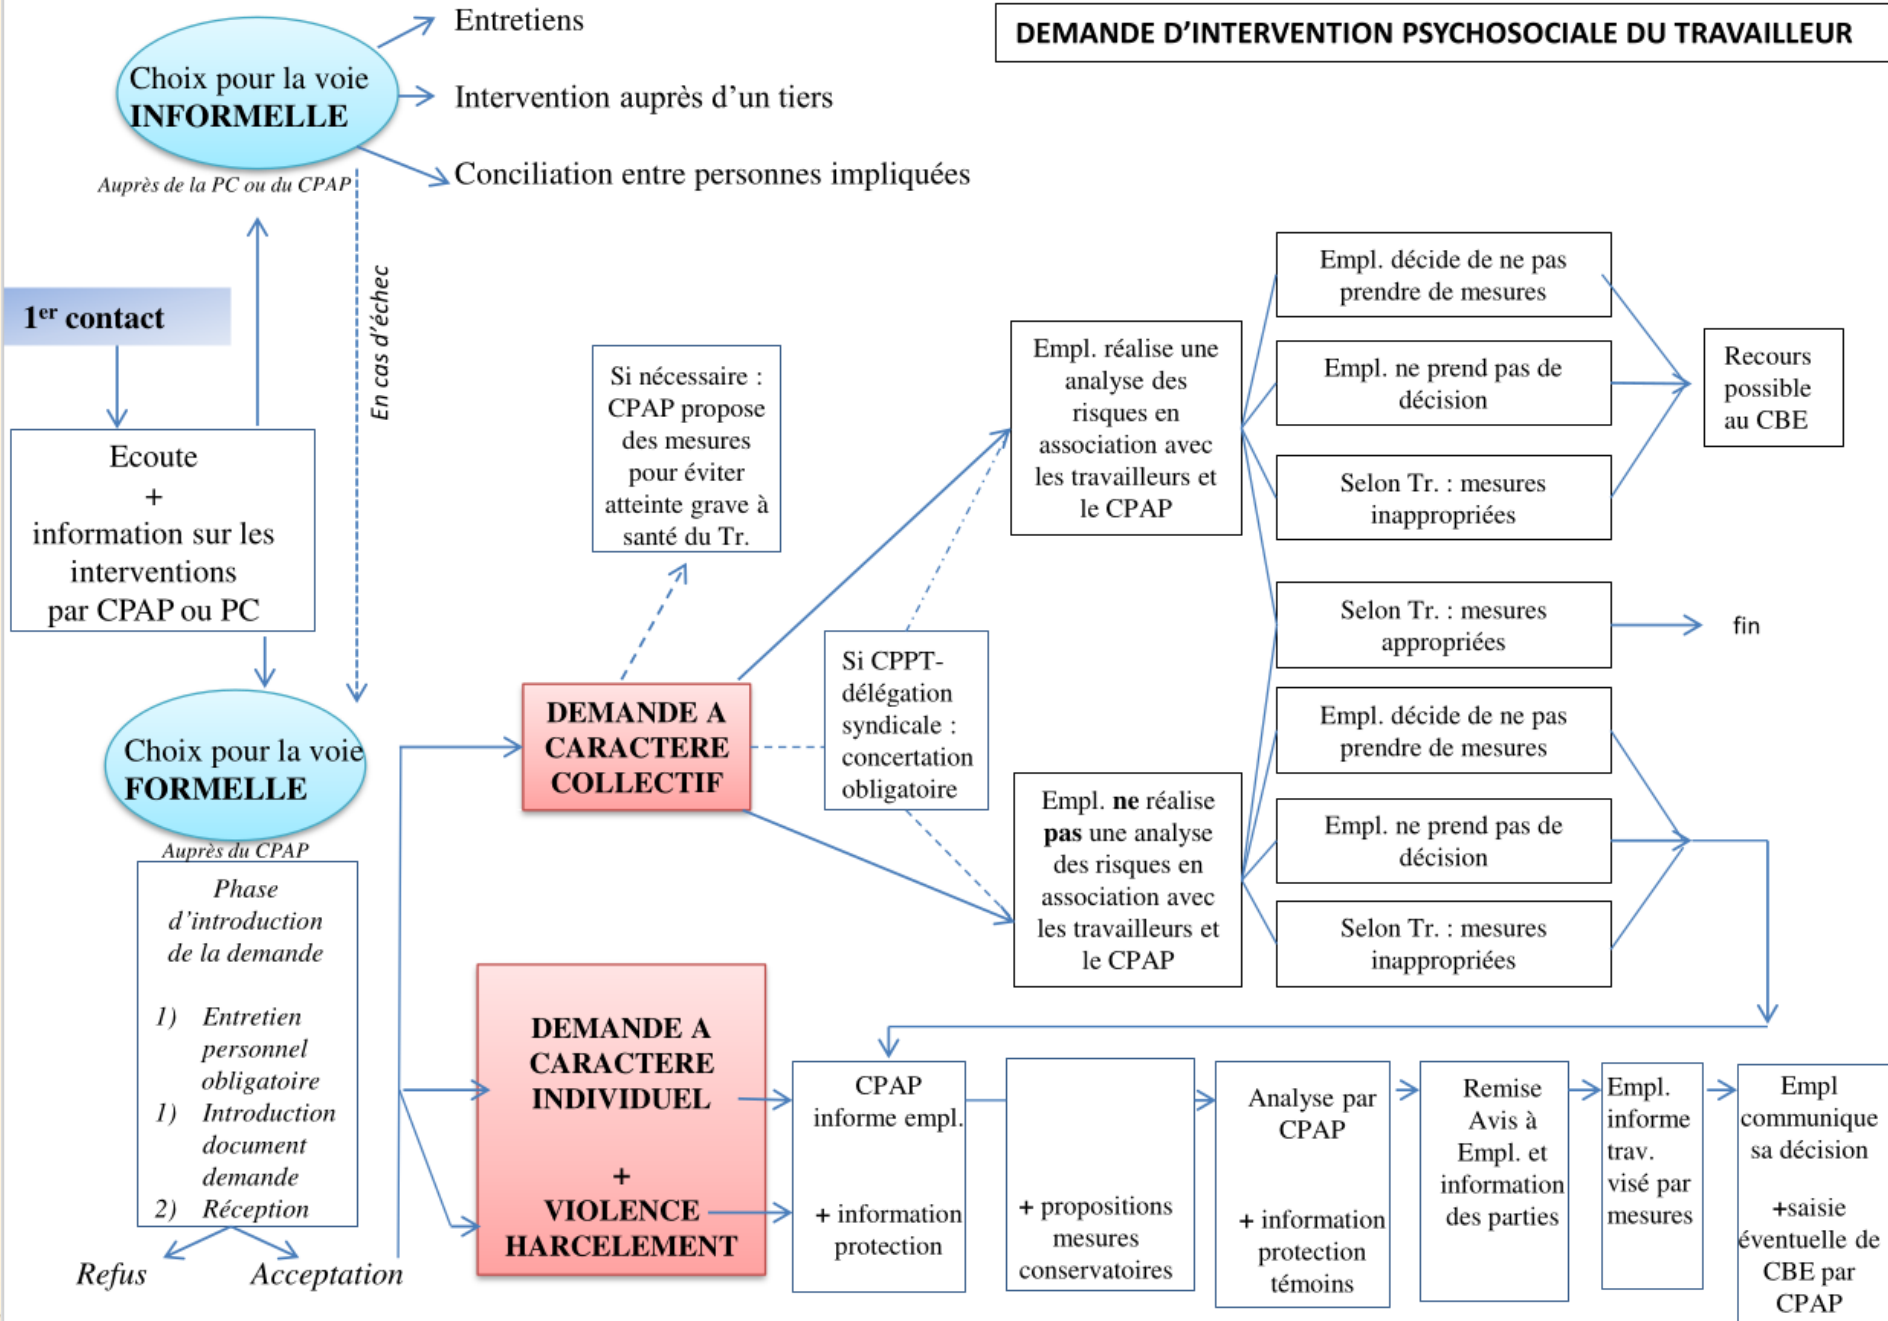 DEMANDE D’INTERVENTION PSYCHOSOCIALE DU TRAVAILLEUR
Choix pour la voie
INFORMELLE
Auprès de la PC ou du CPAP
Entretiens
Intervention auprès d’un tiers
Conciliation entre personnes impliquées
En cas d’échec
1er contact
Ecoute
+
information sur les
interventions
par CPAP ou PC
Choix pour la voie
FORMELLE
Auprès du CPAP
Phase
d’introduction
de la demande
1) Entretien
personnel
obligatoire
1) Introduction
document
demande
2) Réception
Refus
Acceptation
Si nécessaire :
CPAP propose
des mesures
pour éviter
atteinte grave à
santé du Tr.
DEMANDE A
CARACTERE
COLLECTIF
Si CPPT-
délégation
syndicale :
concertation
obligatoire
Empl. réalise une
analyse des
risques en
association avec
les travailleurs et
le CPAP
Empl. ne réalise
pas une analyse
des risques en
association avec
les travailleurs et
le CPAP
Empl. décide de ne pas
prendre de mesures
Empl. ne prend pas de
décision
Selon Tr. : mesures
inappropriées
Recours
possible
au CBE
Selon Tr. : mesures
appropriées
fin
Empl. décide de ne pas
prendre de mesures
Empl. ne prend pas de
décision
Selon Tr. : mesures
inappropriées
DEMANDE A
CARACTERE
INDIVIDUEL
+
VIOLENCE
HARCELEMENT
CPAP
informe empl.
+ information
protection
+ propositions
mesures
conservatoires
Analyse par
CPAP
+ information
protection
témoins
Remise
Avis à
Empl. et
information
des parties
Empl.
informe
trav.
visé par
mesures
Empl
communique
sa décision
+saisie
éventuelle de
CBE par
CPAP